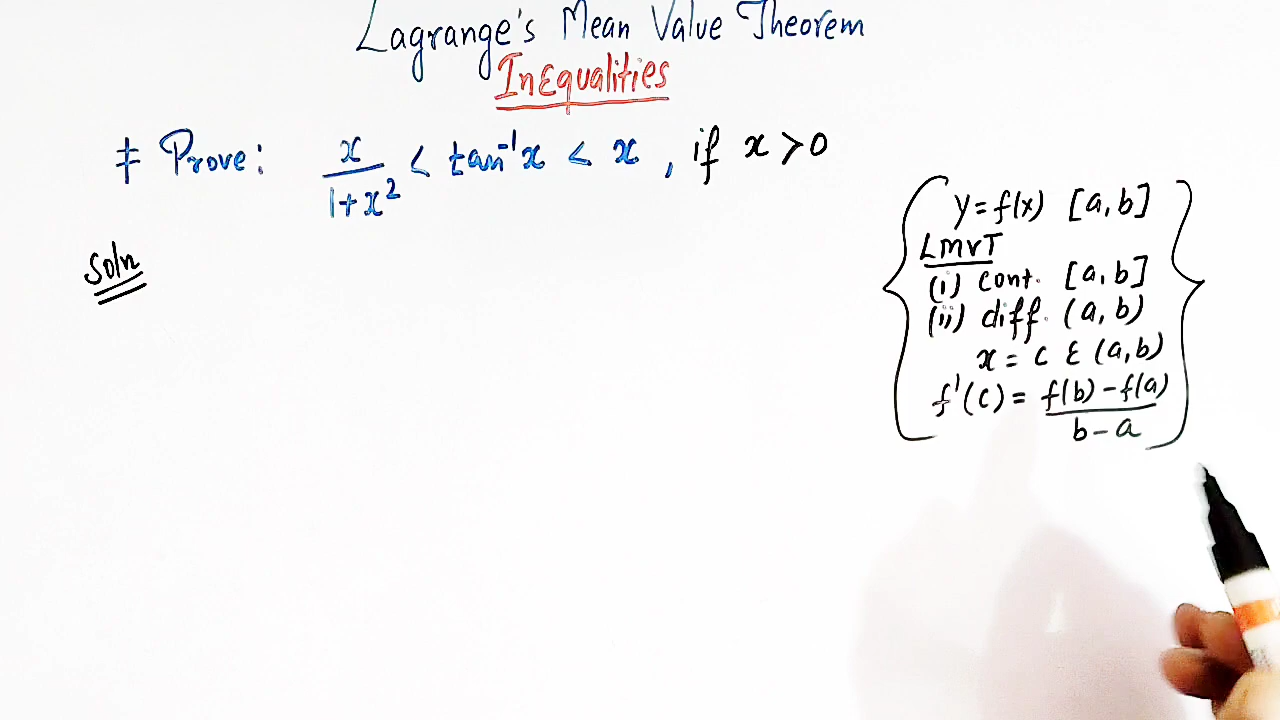 Lagrange's Mean Value Theorem
InEqualities
# Prove: x/(1+x²) < tan⁻¹x < x , if x > 0
Soln
y = f(x) [a, b]
LMVT
(i) Cont. [a, b]
(ii) diff. (a, b)
x = c ε (a, b)
f'(c) = (f(b) - f(a))/(b - a)